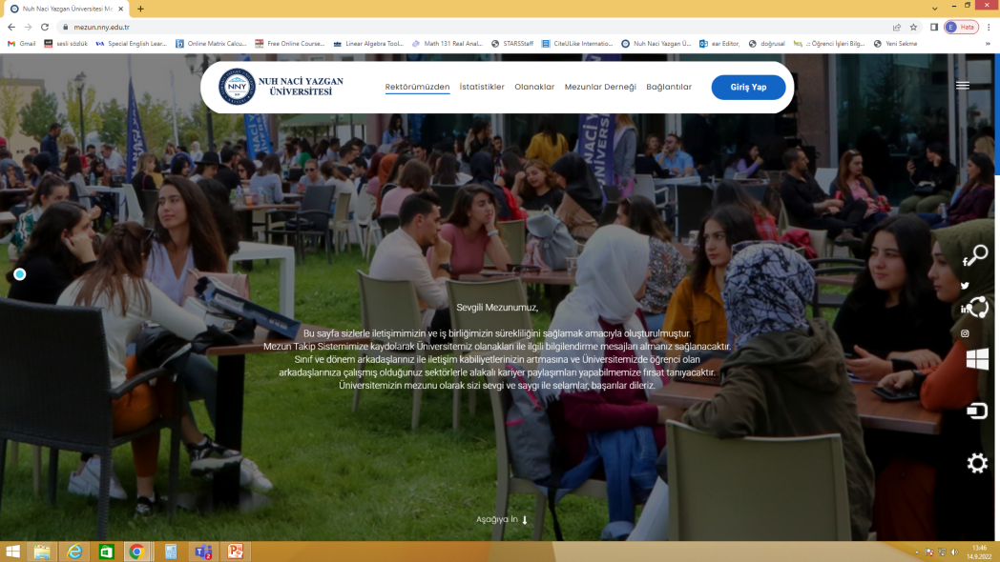 Nuh Naci Yazgan Üniversitesi Me
mezun.nny.edu.tr
Hata
Gmail
sesli sözlük
Special English Lear...
Online Matrix Calcu...
Free Online Course...
Linear Algebra Tool...
Math 131 Real Anal...
STARSStaff
CiteULike Internatio...
Nuh Naci Yazgan Ü...
ear Editor,
doğrusal
.:: Öğrenci İşleri Bilg...
Yeni Sekme
NNY
NUH NACİ YAZGAN
ÜNİVERSİTESİ
Rektörümüzden
İstatistikler
Olanaklar
Mezunlar Derneği
Bağlantılar
Giriş Yap
Sevgili Mezunumuz,
Bu sayfa sizlerle iletişimimizin ve iş birliğimizin sürekliliğini sağlamak amacıyla oluşturulmuştur.
Mezun Takip Sistemimize kaydolarak Üniversitemiz olanakları ile ilgili bilgilendirme mesajları almanız sağlanacaktır.
Sınıf ve dönem arkadaşlarınız ile iletişim kabiliyetlerinizin artmasına ve Üniversitemizde öğrenci olan
arkadaşlarınıza çalışmış olduğunuz sektörlerle alakalı kariyer paylaşımları yapabilmemize fırsat tanıyacaktır.
Üniversitemizin mezunu olarak sizi sevgi ve saygı ile selamlar, başarılar dileriz.
Aşağıya İn
13:46
14.9.2022